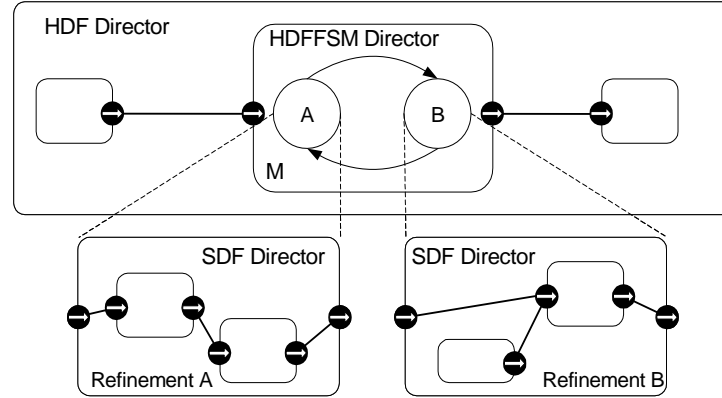 HDF Director
HDFFSM Director
A
B
M
SDF Director
SDF Director
Refinement A
Refinement B